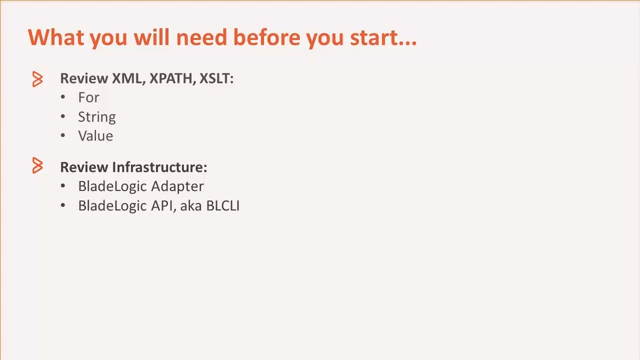 What you will need before you start...
Review XML, XPATH, XSLT:
• For
• String
• Value
Review Infrastructure:
• BladeLogic Adapter
• BladeLogic API, aka BLCLI